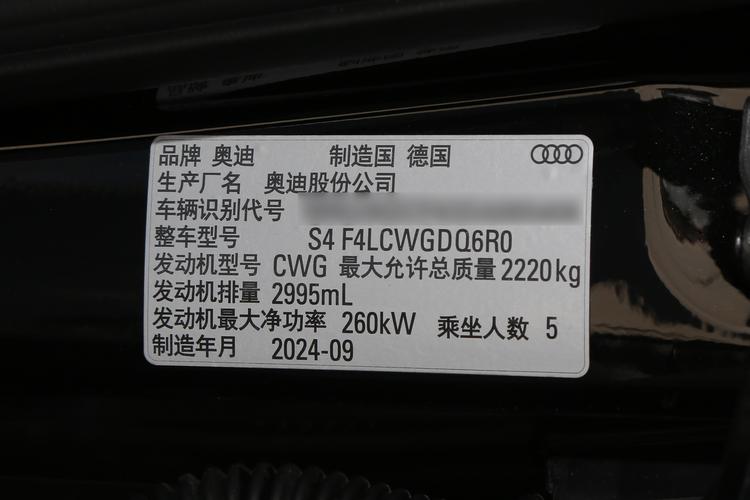 品牌 奥迪 制造国 德国
生产厂名 奥迪股份公司
车辆识别代号
整车型号 S4 F4LCWGDQ6R0
发动机型号 CWG 最大允许总质量 2220kg
发动机排量 2995mL
发动机最大净功率 260kW 乘坐人数 5
制造年月 2024-09